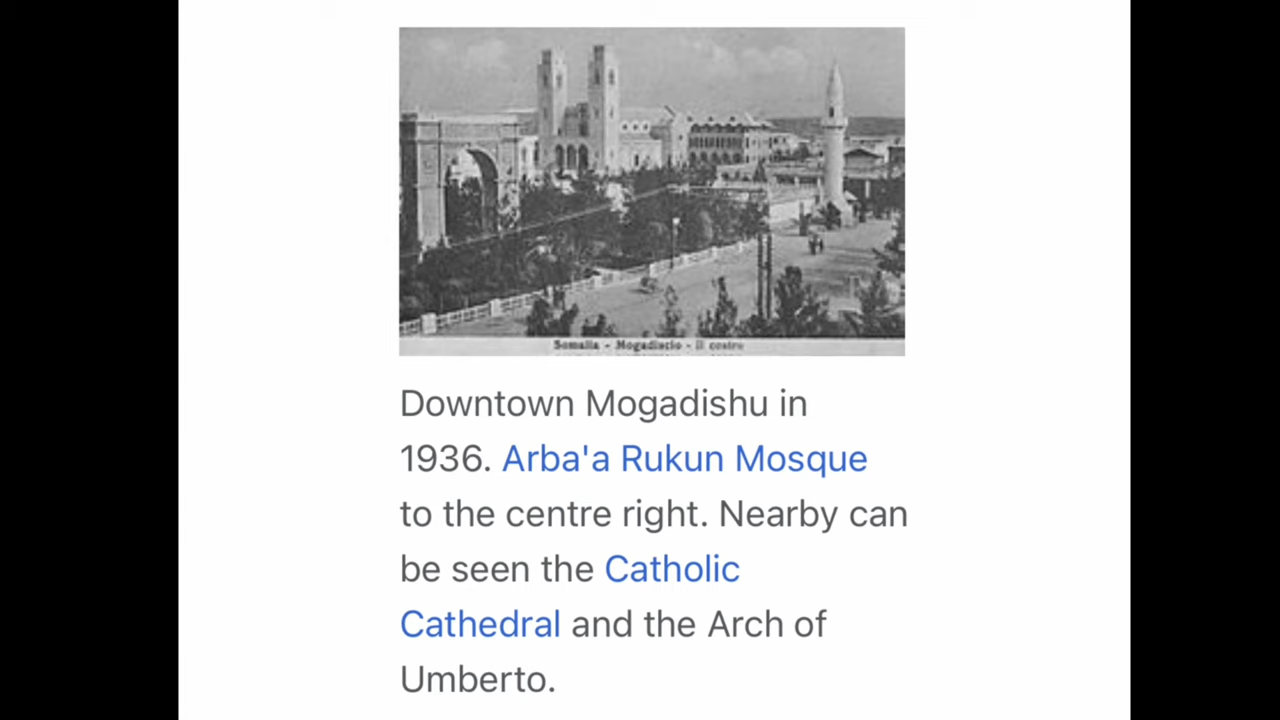 Somalia - Mogadiscio - Il centro
Downtown Mogadishu in
1936. Arba'a Rukun Mosque
to the centre right. Nearby can
be seen the Catholic
Cathedral and the Arch of
Umberto.